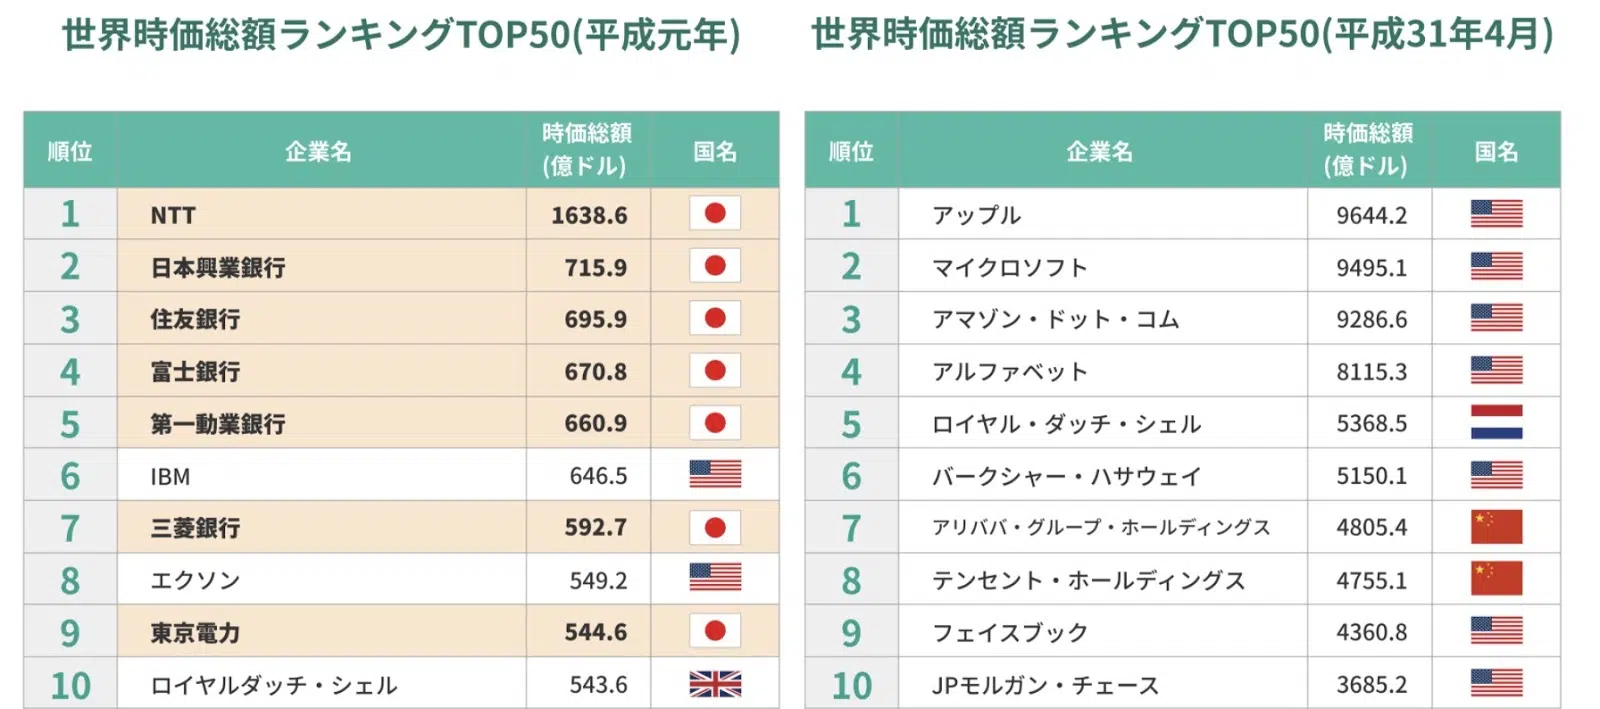 世界時価総額ランキングTOP50(平成元年)
順位 企業名 時価総額(億ドル) 国名
1 NTT 1638.6
2 日本興業銀行 715.9
3 住友銀行 695.9
4 富士銀行 670.8
5 第一動業銀行 660.9
6 IBM 646.5
7 三菱銀行 592.7
8 エクソン 549.2
9 東京電力 544.6
10 ロイヤルダッチ・シェル 543.6
世界時価総額ランキングTOP50(平成31年4月)
順位 企業名 時価総額(億ドル) 国名
1 アップル 9644.2
2 マイクロソフト 9495.1
3 アマゾン・ドット・コム 9286.6
4 アルファベット 8115.3
5 ロイヤル・ダッチ・シェル 5368.5
6 バークシャー・ハサウェイ 5150.1
7 アリババ・グループ・ホールディングス 4805.4
8 テンセント・ホールディングス 4755.1
9 フェイスブック 4360.8
10 JPモルガン・チェース 3685.2